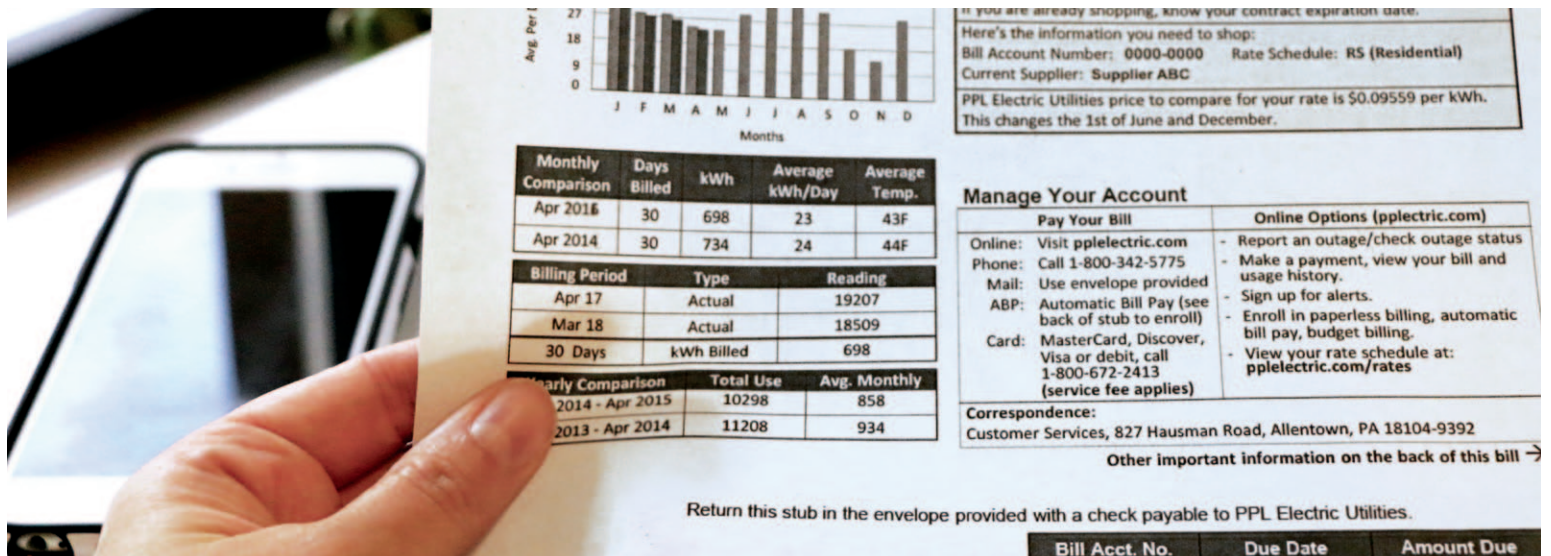 Avg. Per
27
18
9
0
J F M A M J J A S O N D
Months
Monthly Comparison Days Billed kWh Average kWh/Day Average Temp.
Apr 2016 30 698 23 43F
Apr 2014 30 734 24 44F
Billing Period Type Reading
Apr 17 Actual 19207
Mar 18 Actual 18509
30 Days kWh Billed 698
Yearly Comparison Total Use Avg. Monthly
2014 - Apr 2015 10298 858
2013 - Apr 2014 11208 934
If you are already shopping, know your contract expiration date.
Here's the information you need to shop:
Bill Account Number: 0000-0000 Rate Schedule: RS (Residential)
Current Supplier: Supplier ABC
PPL Electric Utilities price to compare for your rate is $0.09559 per kWh.
This changes the 1st of June and December.
Manage Your Account
Pay Your Bill
Online: Visit pplelectric.com
Phone: Call 1-800-342-5775
Mail: Use envelope provided
ABP: Automatic Bill Pay (see
back of stub to enroll)
Card: MasterCard, Discover,
Visa or debit, call
1-800-672-2413
(service fee applies)
Online Options (pplectric.com)
- Report an outage/check outage status
- Make a payment, view your bill and
usage history.
- Sign up for alerts.
- Enroll in paperless billing, automatic
bill pay, budget billing.
- View your rate schedule at:
pplelectric.com/rates
Correspondence:
Customer Services, 827 Hausman Road, Allentown, PA 18104-9392
Other important information on the back of this bill →
Return this stub in the envelope provided with a check payable to PPL Electric Utilities.
Bill Acct. No. Due Date Amount Due